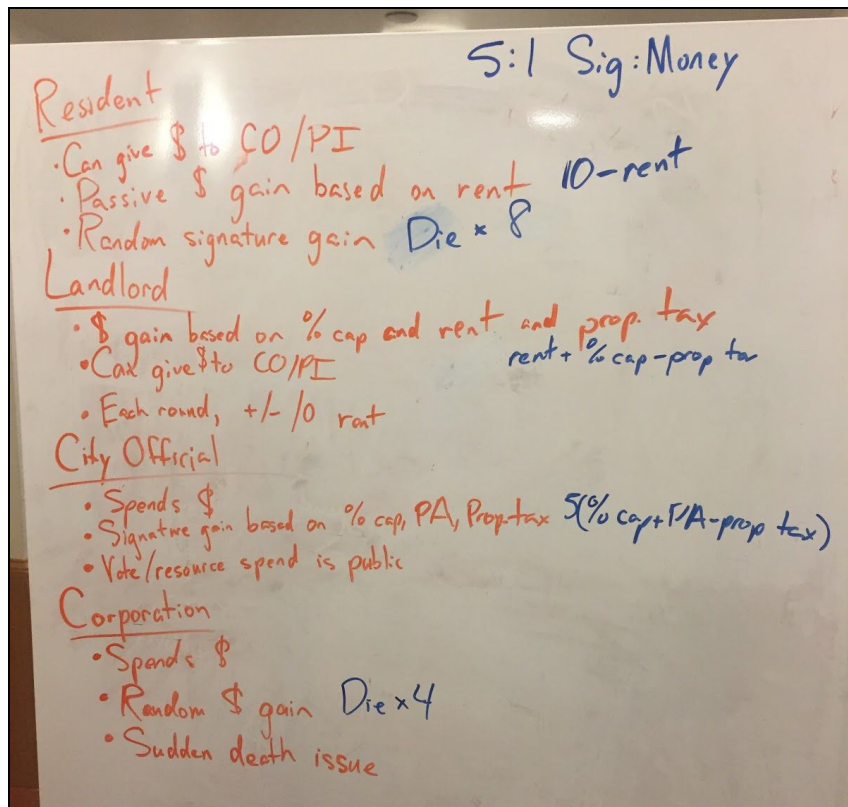 5:1 Sig:Money
Resident
• Can give $ to CO/PI
• Passive $ gain based on rent 10-rent
• Random signature gain Die × 8
Landlord
• $ gain based on % cap and rent and prop. tax
rent + % cap - prop tax
• Can give $ to CO/PI
• Each round, +/-/0 rent
City Official
• Spends $
• Signature gain based on % cap, PA, Prop.tax 5(% cap + PA - prop tax)
• Vote/resource spend is public
Corporation
• Spends $
• Random $ gain Die × 4
• Sudden death issue